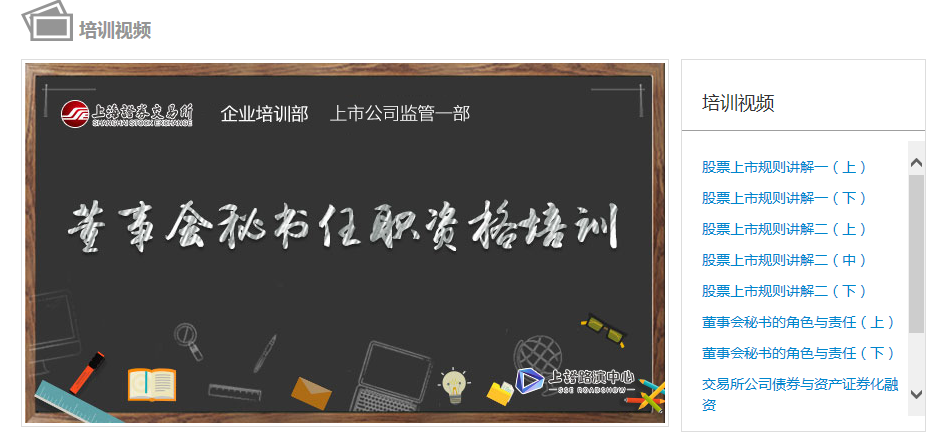 培训视频
上海證券交易所
SHANGHAI STOCK EXCHANGE
企业培训部 上市公司监管一部
董事会秘书任职资格培训
上证路演中心
SSE ROADSHOW
培训视频
股票上市规则讲解一（上）
股票上市规则讲解一（下）
股票上市规则讲解二（上）
股票上市规则讲解二（中）
股票上市规则讲解二（下）
董事会秘书的角色与责任（上）
董事会秘书的角色与责任（下）
交易所公司债券与资产证券化融
资